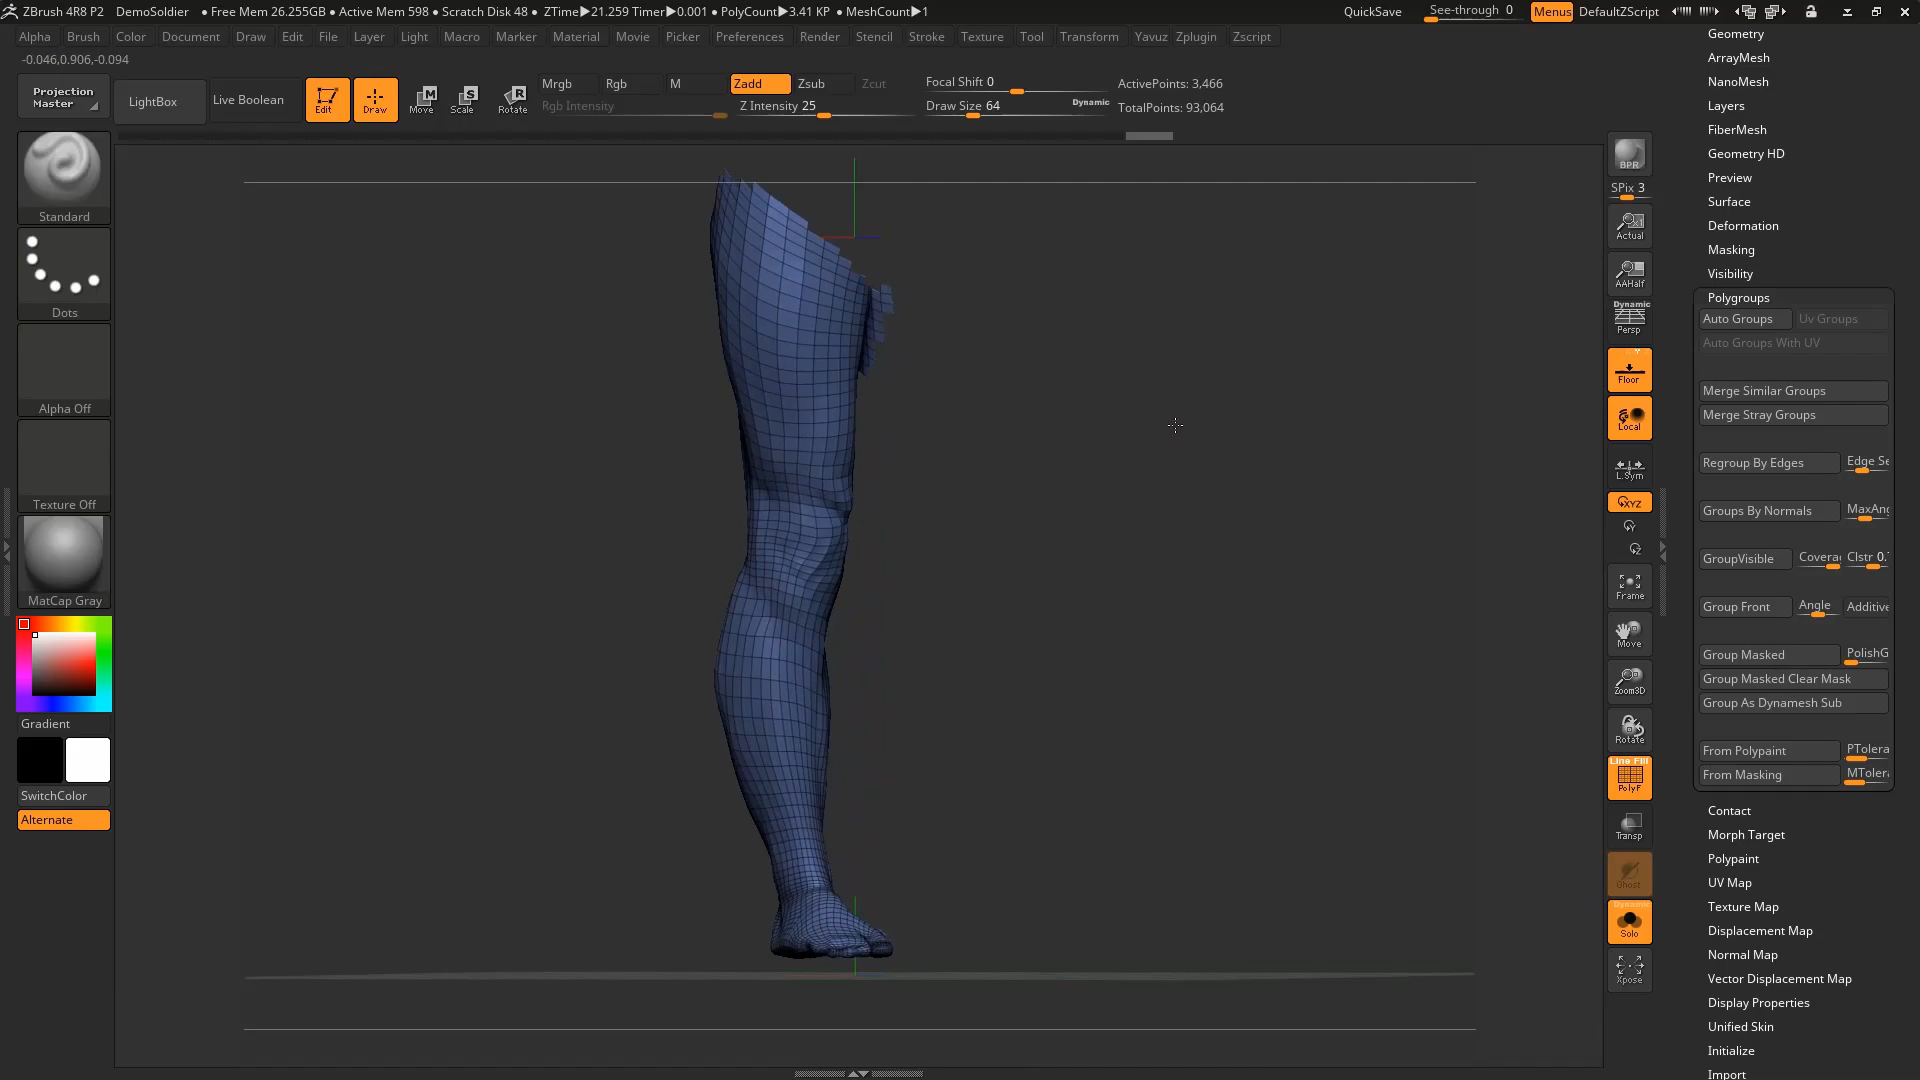 ZBrush 4R8 P2 DemoSoldier • Free Mem 26.255GB • Active Mem 598 • Scratch Disk 48 • ZTime▶21.259 Timer▶0.001 • PolyCount▶3.41 KP • MeshCount▶1 QuickSave See-through 0 Menus DefaultZScript
Alpha Brush Color Document Draw Edit File Layer Light Macro Marker Material Movie Picker Preferences Render Stencil Stroke Texture Tool Transform Yavuz Zplugin Zscript
-0.046,0.906,-0.094
Projection Master
LightBox
Live Boolean
Edit
Draw
Move
Scale
Rotate
Mrgb Rgb M Zadd Zsub Zcut
Rgb Intensity Z Intensity 25
Focal Shift 0
Draw Size 64 Dynamic
ActivePoints: 3,466
TotalPoints: 93,064
Standard
Dots
Alpha Off
Texture Off
MatCap Gray
Gradient
SwitchColor
Alternate
BPR
SPix 3
Actual
AAHalf
Dynamic
Persp
Floor
Local
L.Sym
XYZ
Y
Z
Frame
Move
Zoom3D
Rotate
Line Fill
PolyF
Transp
Ghost
Dynamic
Solo
Xpose
Geometry
ArrayMesh
NanoMesh
Layers
FiberMesh
Geometry HD
Preview
Surface
Deformation
Masking
Visibility
Polygroups
Auto Groups Uv Groups
Auto Groups With UV
Merge Similar Groups
Merge Stray Groups
Regroup By Edges Edge Se
Groups By Normals MaxAng
GroupVisible Covera Clstr 0.
Group Front Angle Additive
Group Masked PolishG
Group Masked Clear Mask
Group As Dynamesh Sub
From Polypaint PTolera
From Masking MTolera
Contact
Morph Target
Polypaint
UV Map
Texture Map
Displacement Map
Normal Map
Vector Displacement Map
Display Properties
Unified Skin
Initialize
Import